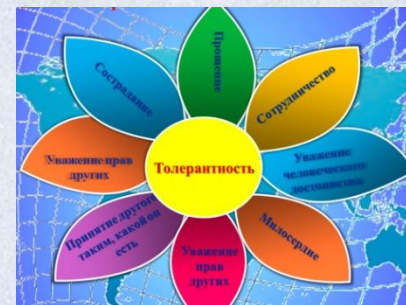 Прощение
Сотрудничество
Уважение
человеческого
достоинства
Милосердие
Уважение
прав
других
Принятие другого
таким, какой он
есть
Уважение прав
других
Сострадание
Толерантность